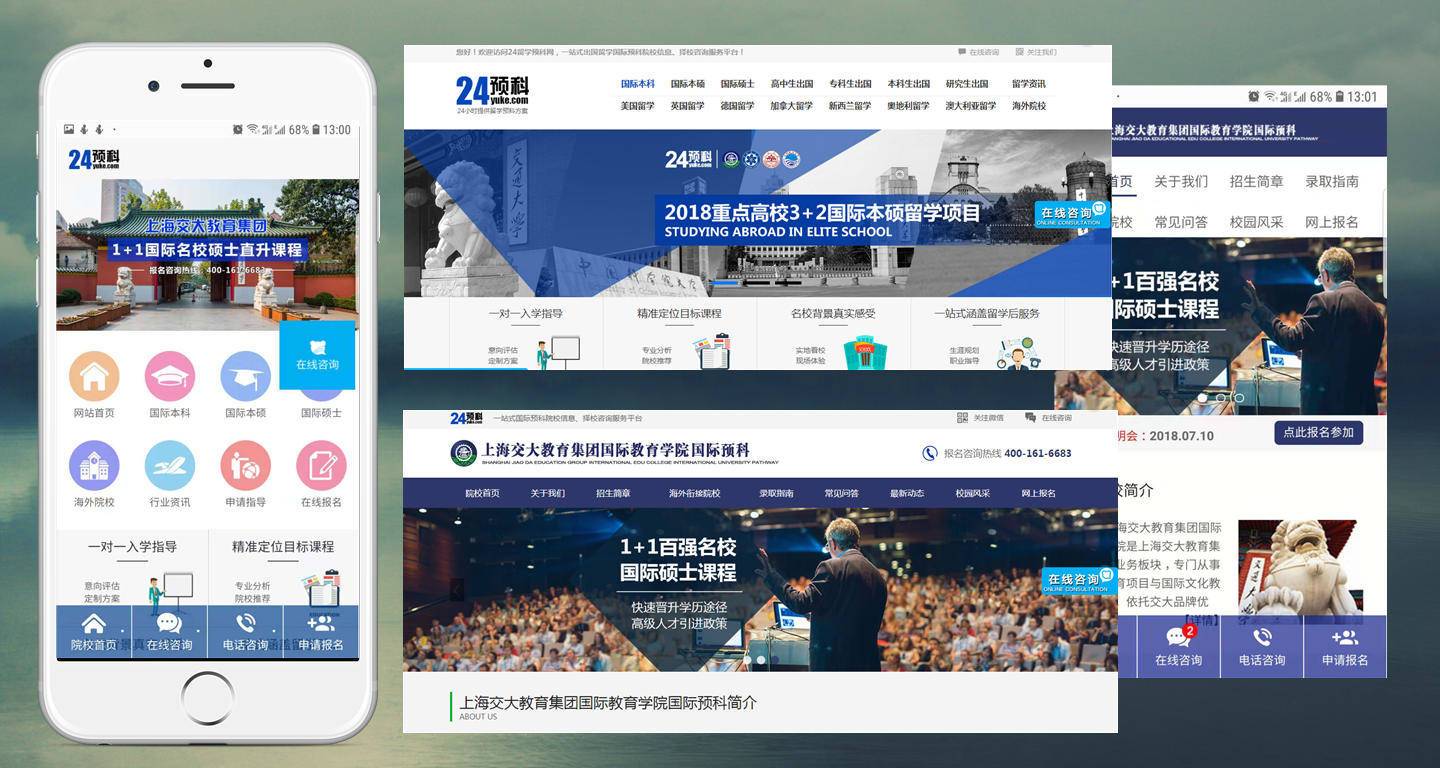 68% 13:00
24预科
yuke.com
上海交大教育集团
1+1国际名校硕士直升课程
报名咨询热线：400-161-6683
在线咨询
网站首页 国际本科 国际本硕 国际硕士
海外院校 行业资讯 申请指导 在线报名
一对一入学指导 精准定位目标课程
意向评估 专业分析
定制方案 院校推荐
院校首页 在线咨询 电话咨询 申请报名
您好！欢迎访问24留学预科网，一站式出国留学国际预科院校信息、择校咨询服务平台！ 在线咨询 关注我们
24预科
yuke.com
24小时提供留学预科方案
国际本科 国际本硕 国际硕士 高中生出国 专科生出国 本科生出国 研究生出国 留学资讯
美国留学 英国留学 德国留学 加拿大留学 新西兰留学 奥地利留学 澳大利亚留学 海外院校
24预科
yuke.com
2018重点高校3+2国际本硕留学项目
STUDYING ABROAD IN ELITE SCHOOL
在线咨询
ONLINE CONSULTATION
一对一入学指导 精准定位目标课程 名校背景真实感受 一站式涵盖留学后服务
意向评估 专业分析 实地看校 生涯规划
定制方案 院校推荐 现场体验 职业指导
24预科
yuke.com
一站式国际预科院校信息、择校咨询服务平台 关注微信 在线咨询
上海交大教育集团国际教育学院国际预科
SHANGHAI JIAO DA EDUCATION GROUP INTERNATIONAL EDU COLLEGE INTERNATIONAL UNIVERSITY PATHWAY
报名咨询热线 400-161-6683
院校首页 关于我们 招生简章 海外衔接院校 录取指南 常见问答 最新动态 校园风采 网上报名
1+1百强名校
国际硕士课程
快速晋升学历途径
高级人才引进政策
在线咨询
ONLINE CONSULTATION
上海交大教育集团国际教育学院国际预科简介
ABOUT US
68% 13:01
海交大教育集团国际教育学院国际预科
首页 关于我们 招生简章 录取指南
院校 常见问答 校园风采 网上报名
+1百强名校
际硕士课程
快速晋升学历途径
高级人才引进政策
明会：2018.07.10 点此报名参加
简介
海交大教育集团国际
院是上海交大教育集
业务板块，专门从事
育项目与国际文化教
依托交大品牌优
【详情】
2
在线咨询 电话咨询 申请报名